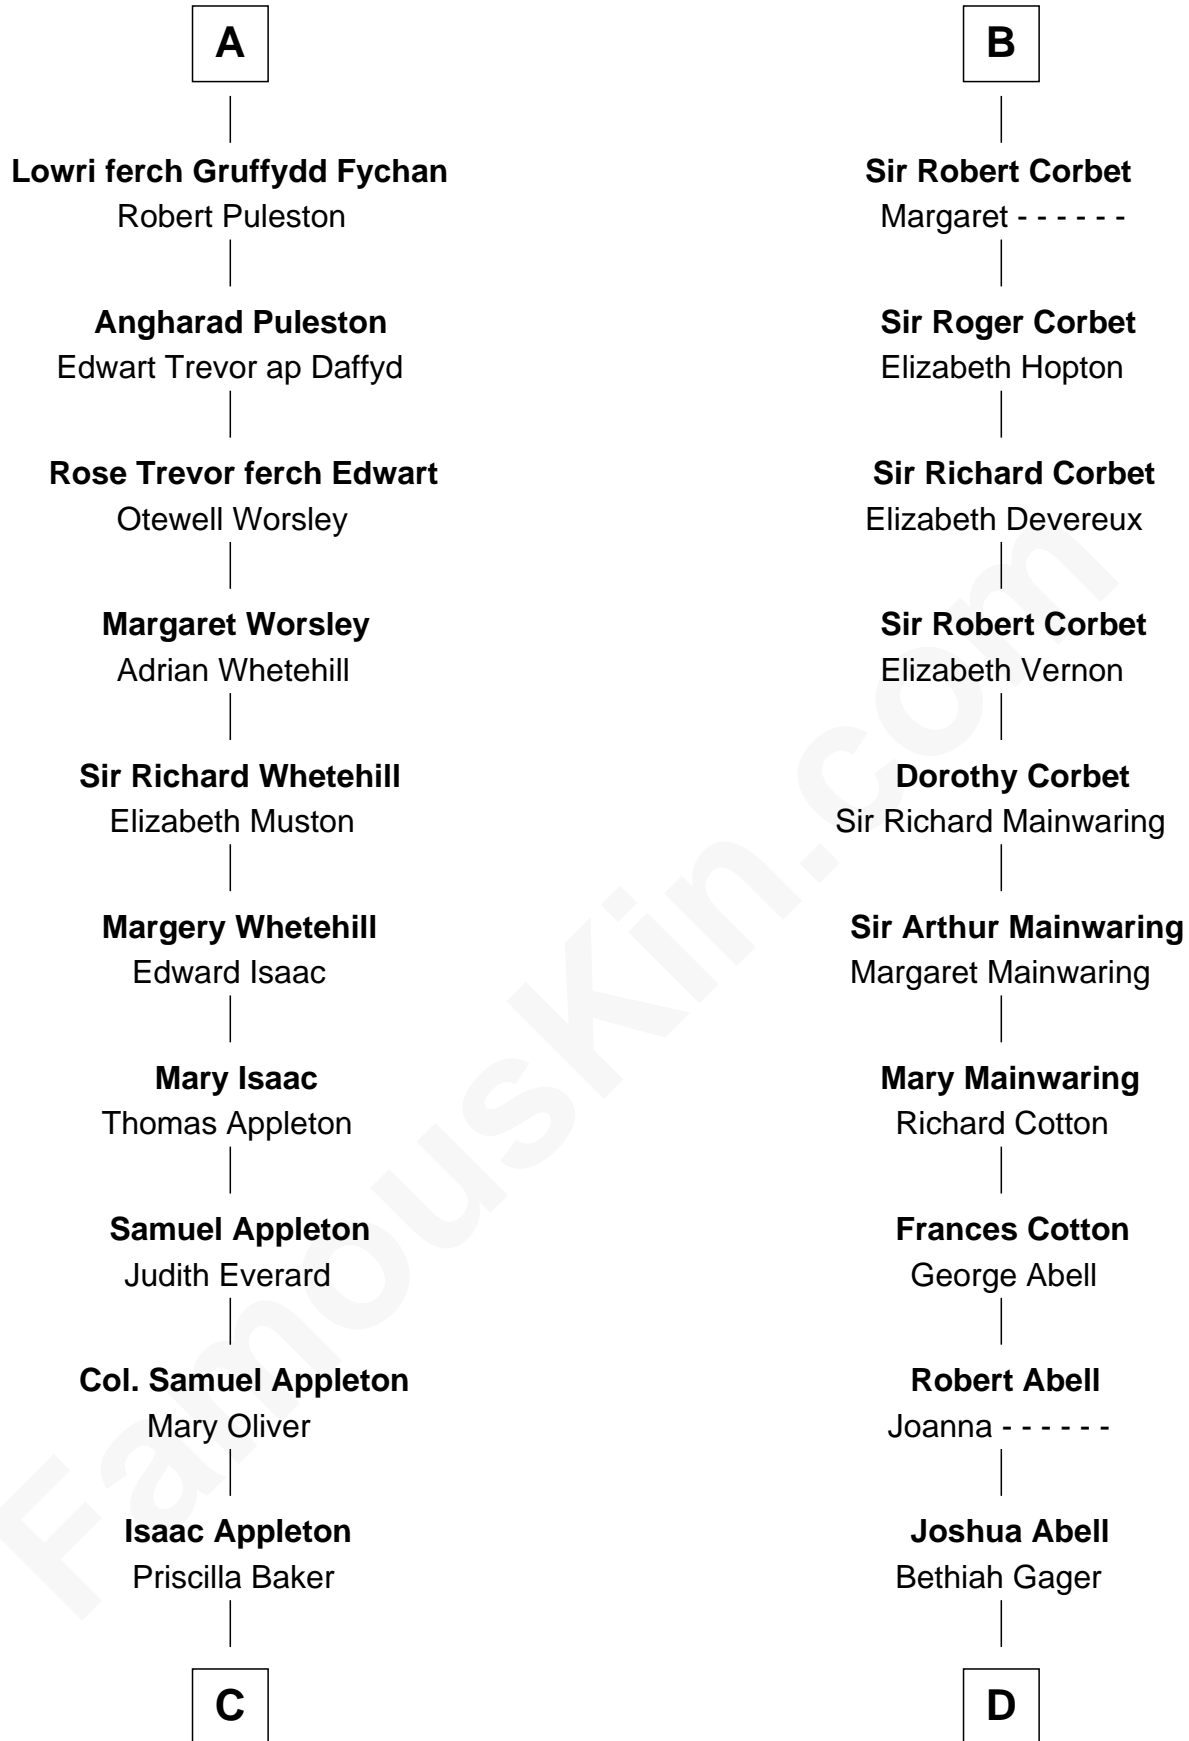 A
Lowri ferch Gruffydd Fychan
Robert Puleston
Angharad Puleston
Edwart Trevor ap Daffyd
Rose Trevor ferch Edwart
Otewell Worsley
Margaret Worsley
Adrian Whetehill
Sir Richard Whetehill
Elizabeth Muston
Margery Whetehill
Edward Isaac
Mary Isaac
Thomas Appleton
Samuel Appleton
Judith Everard
Col. Samuel Appleton
Mary Oliver
Isaac Appleton
Priscilla Baker
C
B
Sir Robert Corbet
Margaret - - - - - -
Sir Roger Corbet
Elizabeth Hopton
Sir Richard Corbet
Elizabeth Devereux
Sir Robert Corbet
Elizabeth Vernon
Dorothy Corbet
Sir Richard Mainwaring
Sir Arthur Mainwaring
Margaret Mainwaring
Mary Mainwaring
Richard Cotton
Frances Cotton
George Abell
Robert Abell
Joanna - - - - - -
Joshua Abell
Bethiah Gager
D
FamousKin.com